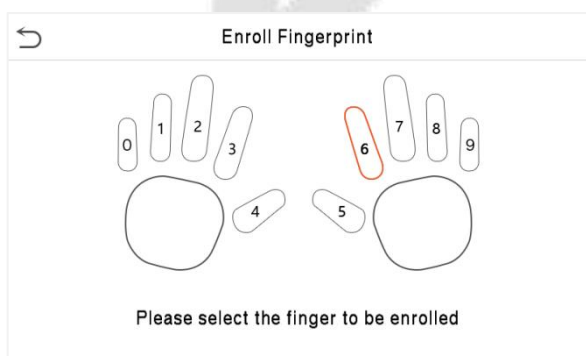 Enroll Fingerprint
0 1 2 3 4 5 6 7 8 9
Please select the finger to be enrolled